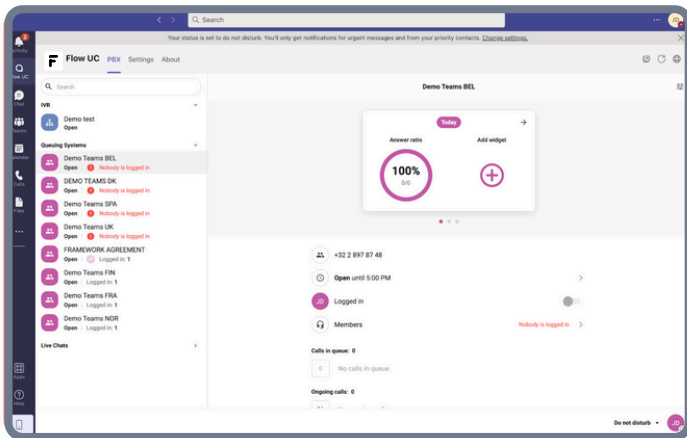 Search
JD
Your status is set to do not disturb. You'll only get notifications for urgent messages and from your priority contacts. Change settings.
Activity
Flow UC
Chat
Teams
Calendar
Calls
Files
Apps
Help
F Flow UC PBX Settings About
Search
IVR
Demo test
Open
Queuing Systems
Demo Teams BEL
Open Nobody is logged in
DEMO TEAMS DK
Open Nobody is logged in
Demo Teams SPA
Open Nobody is logged in
Demo Teams UK
Open Nobody is logged in
FRAMEWORK AGREEMENT
Open Logged in: 1
Demo Teams FIN
Open Logged in: 1
Demo Teams FRA
Open Logged in: 1
Demo Teams NOR
Open Logged in: 1
Live Chats
Demo Teams BEL
Today
Answer ratio Add widget
100%
0/0
+32 2 897 87 48
Open until 5:00 PM
JD Logged in
Members Nobody is logged in
Calls in queue: 0
0 No calls in queue
Ongoing calls: 0
Do not disturb JD